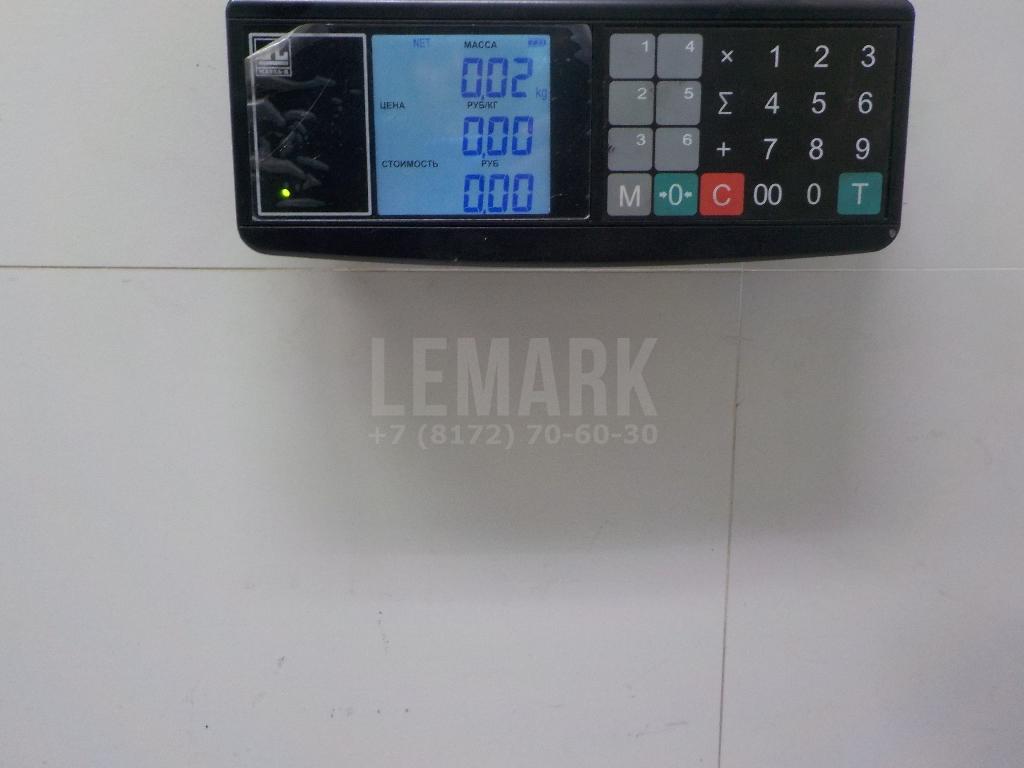 NET МАССА
0,02 kg
ЦЕНА РУБ/КГ
0,00
СТОИМОСТЬ РУБ
0,00
1 4 × 1 2 3
2 5 Σ 4 5 6
3 6 + 7 8 9
M →0← C 00 0 T
LEMARK
+7 (8172) 70-60-30